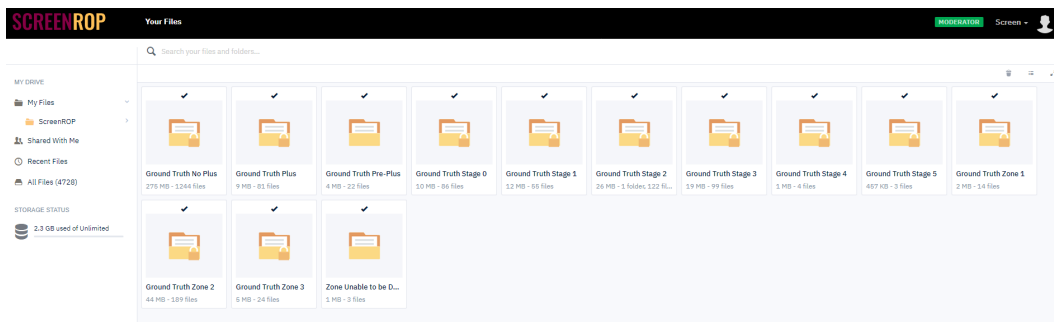 SCREENROP
Your Files
MODERATOR
Screen
Search your files and folders...
MY DRIVE
My Files
ScreenROP
Shared With Me
Recent Files
All Files (4728)
STORAGE STATUS
2.3 GB used of Unlimited
Ground Truth No Plus
275 MB - 1244 files
Ground Truth Plus
9 MB - 81 files
Ground Truth Pre-Plus
4 MB - 22 files
Ground Truth Stage 0
10 MB - 86 files
Ground Truth Stage 1
12 MB - 55 files
Ground Truth Stage 2
26 MB - 1 folder, 122 fil...
Ground Truth Stage 3
19 MB - 99 files
Ground Truth Stage 4
1 MB - 4 files
Ground Truth Stage 5
457 KB - 3 files
Ground Truth Zone 1
2 MB - 14 files
Ground Truth Zone 2
44 MB - 189 files
Ground Truth Zone 3
5 MB - 24 files
Zone Unable to be D...
1 MB - 3 files